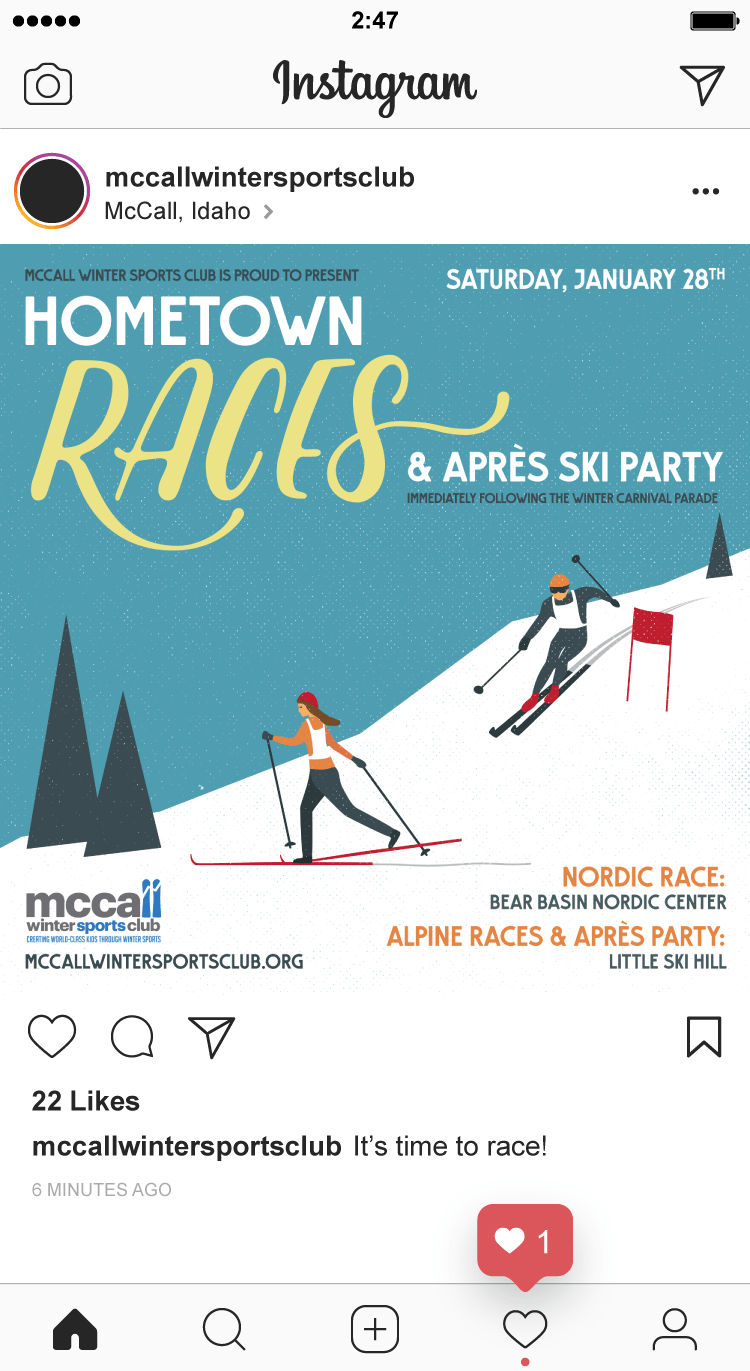 2:47
Instagram
mccallwintersportsclub
McCall, Idaho
MCCALL WINTER SPORTS CLUB IS PROUD TO PRESENT
SATURDAY, JANUARY 28TH
HOMETOWN
RACES
& APRÈS SKI PARTY
IMMEDIATELY FOLLOWING THE WINTER CARNIVAL PARADE
NORDIC RACE:
BEAR BASIN NORDIC CENTER
ALPINE RACES & APRÈS PARTY:
LITTLE SKI HILL
mccall
winter sports club
CREATING WORLD-CLASS KIDS THROUGH WINTER SPORTS
MCCALLWINTERSPORTSCLUB.ORG
22 Likes
mccallwintersportsclub It’s time to race!
6 MINUTES AGO
1